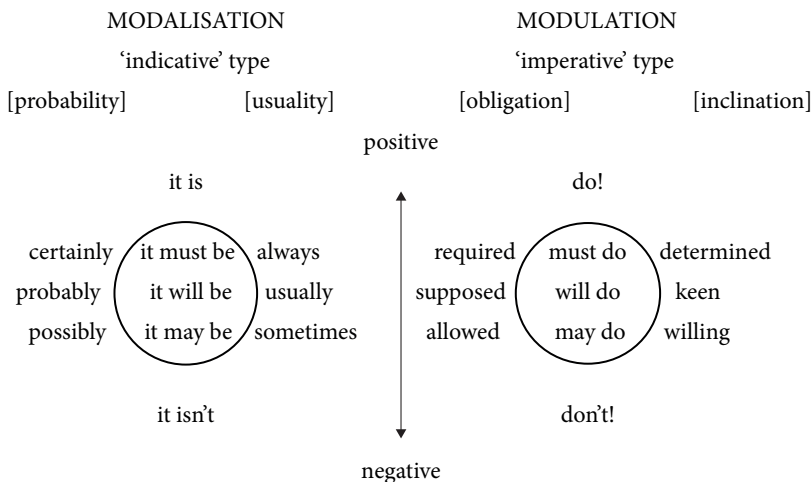 MODALISATION MODULATION
‘indicative’ type ‘imperative’ type
[probability] [usuality] [obligation] [inclination]
positive
it is do!
certainly it must be always required must do determined
probably it will be usually supposed will do keen
possibly it may be sometimes allowed may do willing
it isn’t don’t!
negative